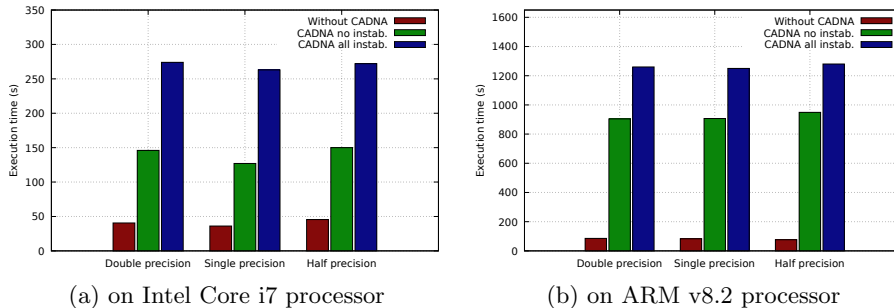 350
300
250
200
150
100
50
0
Execution time (s)
Without CADNA
CADNA no instab.
CADNA all instab.
Double precision Single precision Half precision
(a) on Intel Core i7 processor
1600
1400
1200
1000
800
600
400
200
0
Execution time (s)
Without CADNA
CADNA no instab.
CADNA all instab.
Double precision Single precision Half precision
(b) on ARM v8.2 processor